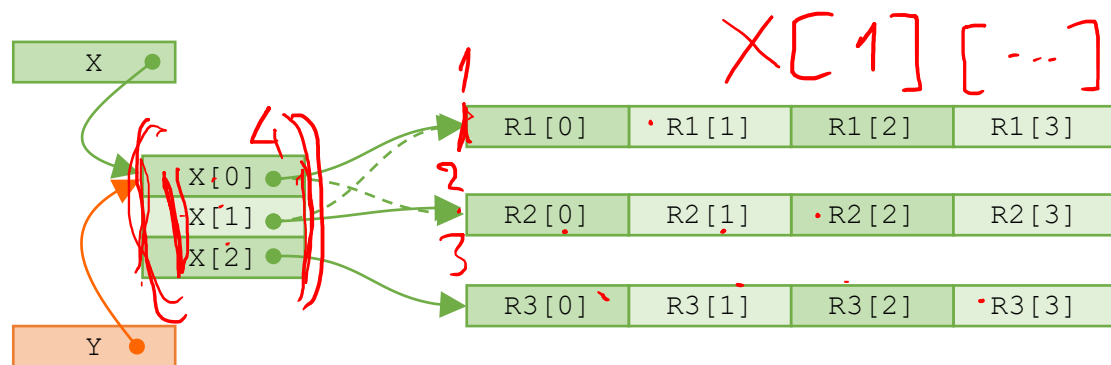 X[1] [...]
X
1
4
R1[0] R1[1] R1[2] R1[3]
X[0]
2
X[1]
R2[0] R2[1] R2[2] R2[3]
3
X[2]
R3[0] R3[1] R3[2] R3[3]
Y